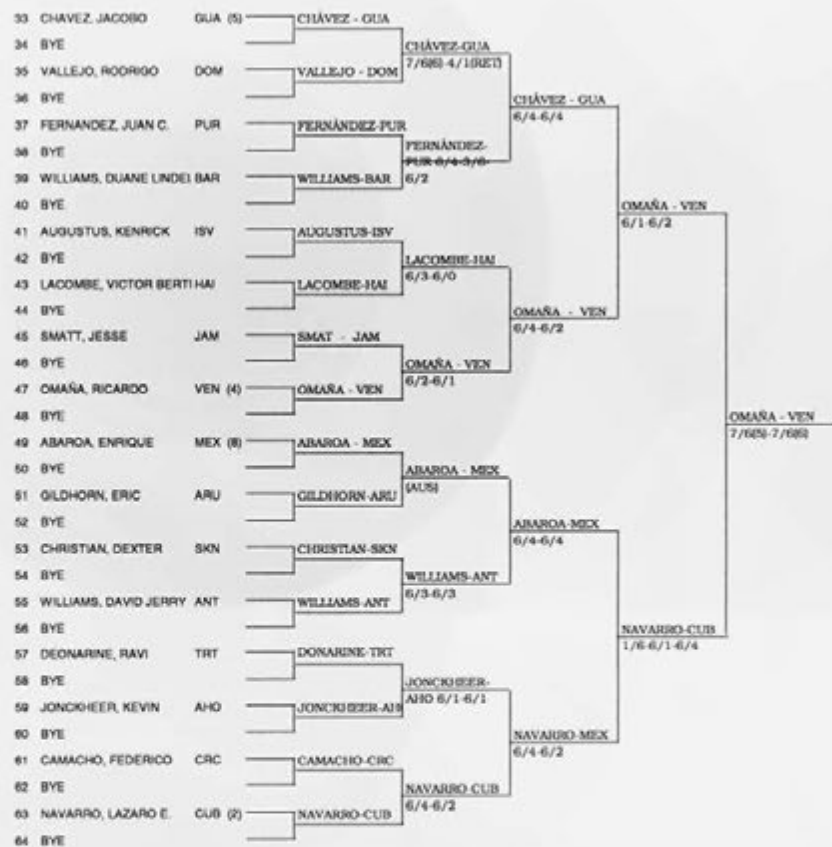 33 CHAVEZ, JACOBO GUA (5)
34 BYE
35 VALLEJO, RODRIGO DOM
36 BYE
37 FERNANDEZ, JUAN C. PUR
38 BYE
39 WILLIAMS, DUANE LINDEL BAR
40 BYE
41 AUGUSTUS, KENRICK ISV
42 BYE
43 LACOMBE, VICTOR BERTI HAI
44 BYE
45 SMATT, JESSE JAM
46 BYE
47 OMAÑA, RICARDO VEN (4)
48 BYE
49 ABAROA, ENRIQUE MEX (8)
50 BYE
51 GILDHORN, ERIC ARU
52 BYE
53 CHRISTIAN, DEXTER SKN
54 BYE
55 WILLIAMS, DAVID JERRY ANT
56 BYE
57 DEONARINE, RAVI TRT
58 BYE
59 JONCKHEER, KEVIN AHO
60 BYE
61 CAMACHO, FEDERICO CRC
62 BYE
63 NAVARRO, LAZARO E. CUB (2)
64 BYE
CHÁVEZ - GUA
VALLEJO - DOM
FERNÁNDEZ-PUR
WILLIAMS-BAR
AUGUSTUS-ISV
LACOMBE-HAI
SMAT - JAM
OMAÑA - VEN
ABAROA - MEX
GILDHORN-ARU
CHRISTIAN-SKN
WILLIAMS-ANT
DONARINE-TRT
JONCKHEER-AH
CAMACHO-CRC
NAVARRO-CUB
CHÁVEZ-GUA
7/6(6)-4/1(RET)
FERNÁNDEZ-
PUR 6/4-3/6-
6/2
LACOMBE-HAI
6/3-6/0
OMAÑA - VEN
6/2-6/1
ABAROA - MEX
(AUS)
WILLIAMS-ANT
6/3-6/3
JONCKHEER-
AHO 6/1-6/1
NAVARRO CUB
6/4-6/2
CHÁVEZ - GUA
6/4-6/4
OMAÑA - VEN
6/4-6/2
ABAROA-MEX
6/4-6/4
NAVARRO-MEX
6/4-6/2
OMAÑA - VEN
6/1-6/2
NAVARRO-CUB
1/6-6/1-6/4
OMAÑA - VEN
7/6(5)-7/6(6)